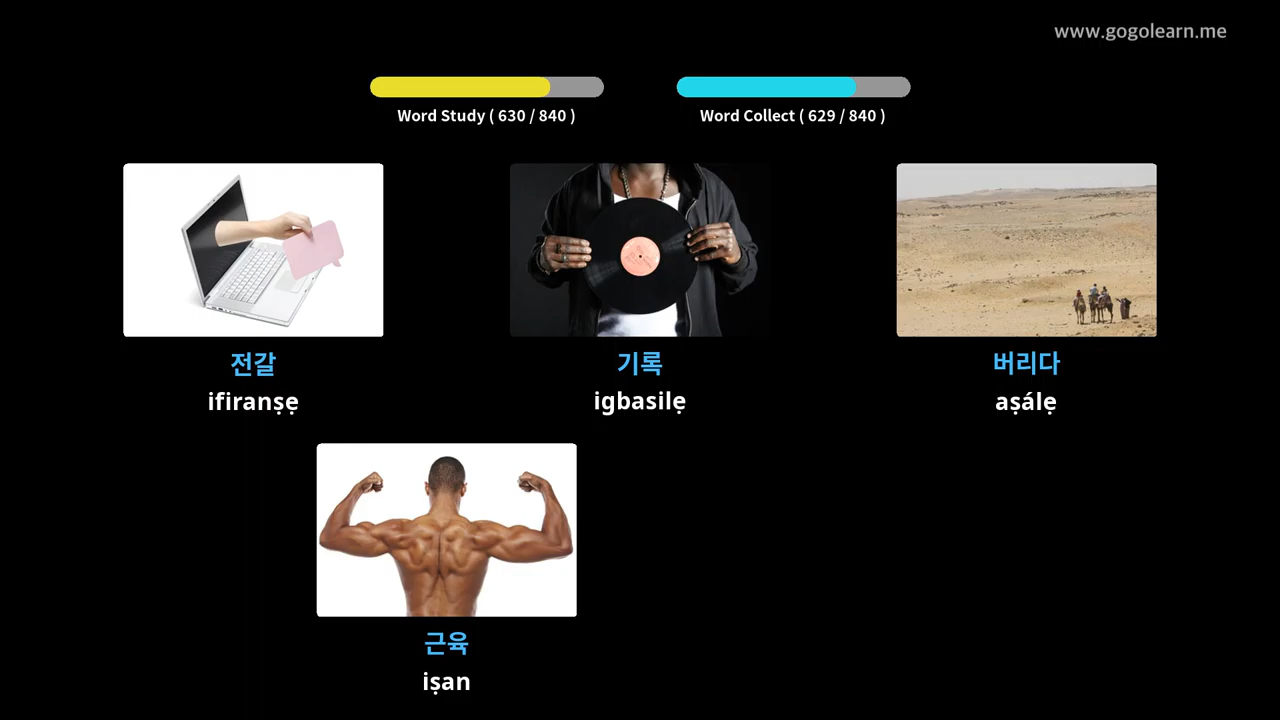 www.gogolearn.me
Word Study ( 630 / 840 )
Word Collect ( 629 / 840 )
전갈
ifiranṣẹ
기록
igbasilẹ
버리다
aṣálẹ
근육
iṣan